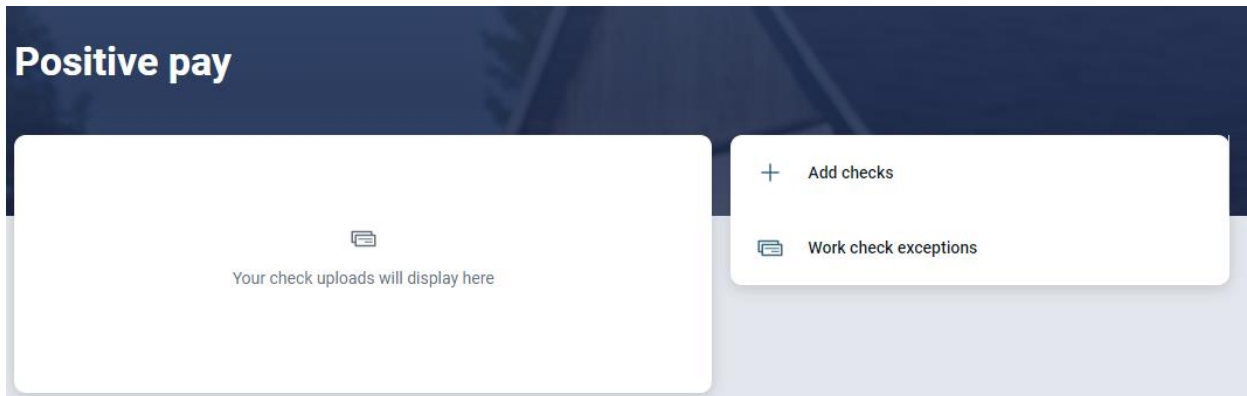 Positive pay
Add checks
Your check uploads will display here
Work check exceptions